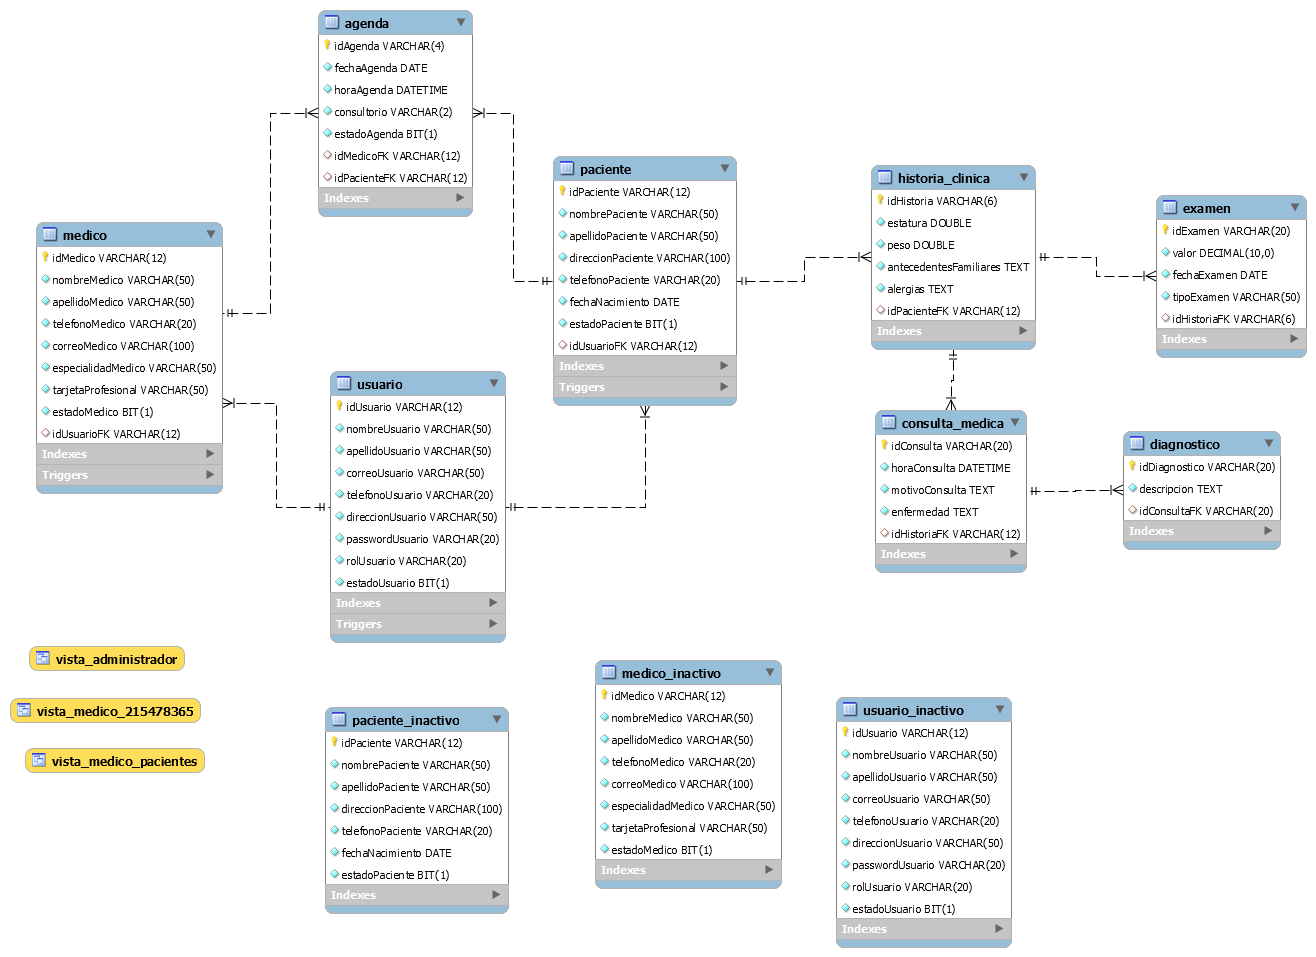 agenda
idAgenda VARCHAR(4)
fechaAgenda DATE
horaAgenda DATETIME
consultorio VARCHAR(2)
estadoAgenda BIT(1)
idMedicoFK VARCHAR(12)
idPacienteFK VARCHAR(12)
Indexes
medico
idMedico VARCHAR(12)
nombreMedico VARCHAR(50)
apellidoMedico VARCHAR(50)
telefonoMedico VARCHAR(20)
correoMedico VARCHAR(100)
especialidadMedico VARCHAR(50)
tarjetaProfesional VARCHAR(50)
estadoMedico BIT(1)
idUsuarioFK VARCHAR(12)
Indexes
Triggers
paciente
idPaciente VARCHAR(12)
nombrePaciente VARCHAR(50)
apellidoPaciente VARCHAR(50)
direccionPaciente VARCHAR(100)
telefonoPaciente VARCHAR(20)
fechaNacimiento DATE
estadoPaciente BIT(1)
idUsuarioFK VARCHAR(12)
Indexes
Triggers
historia_clinica
idHistoria VARCHAR(6)
estatura DOUBLE
peso DOUBLE
antecedentesFamiliares TEXT
alergias TEXT
idPacienteFK VARCHAR(12)
Indexes
examen
idExamen VARCHAR(20)
valor DECIMAL(10,0)
fechaExamen DATE
tipoExamen VARCHAR(50)
idHistoriaFK VARCHAR(6)
Indexes
usuario
idUsuario VARCHAR(12)
nombreUsuario VARCHAR(50)
apellidoUsuario VARCHAR(50)
correoUsuario VARCHAR(50)
telefonoUsuario VARCHAR(20)
direccionUsuario VARCHAR(50)
passwordUsuario VARCHAR(20)
rolUsuario VARCHAR(20)
estadoUsuario BIT(1)
Indexes
Triggers
consulta_medica
idConsulta VARCHAR(20)
horaConsulta DATETIME
motivoConsulta TEXT
enfermedad TEXT
idHistoriaFK VARCHAR(12)
Indexes
diagnostico
idDiagnostico VARCHAR(20)
descripcion TEXT
idConsultaFK VARCHAR(20)
Indexes
vista_administrador
vista_medico_215478365
vista_medico_pacientes
paciente_inactivo
idPaciente VARCHAR(12)
nombrePaciente VARCHAR(50)
apellidoPaciente VARCHAR(50)
direccionPaciente VARCHAR(100)
telefonoPaciente VARCHAR(20)
fechaNacimiento DATE
estadoPaciente BIT(1)
Indexes
medico_inactivo
idMedico VARCHAR(12)
nombreMedico VARCHAR(50)
apellidoMedico VARCHAR(50)
telefonoMedico VARCHAR(20)
correoMedico VARCHAR(100)
especialidadMedico VARCHAR(50)
tarjetaProfesional VARCHAR(50)
estadoMedico BIT(1)
Indexes
usuario_inactivo
idUsuario VARCHAR(12)
nombreUsuario VARCHAR(50)
apellidoUsuario VARCHAR(50)
correoUsuario VARCHAR(50)
telefonoUsuario VARCHAR(20)
direccionUsuario VARCHAR(50)
passwordUsuario VARCHAR(20)
rolUsuario VARCHAR(20)
estadoUsuario BIT(1)
Indexes